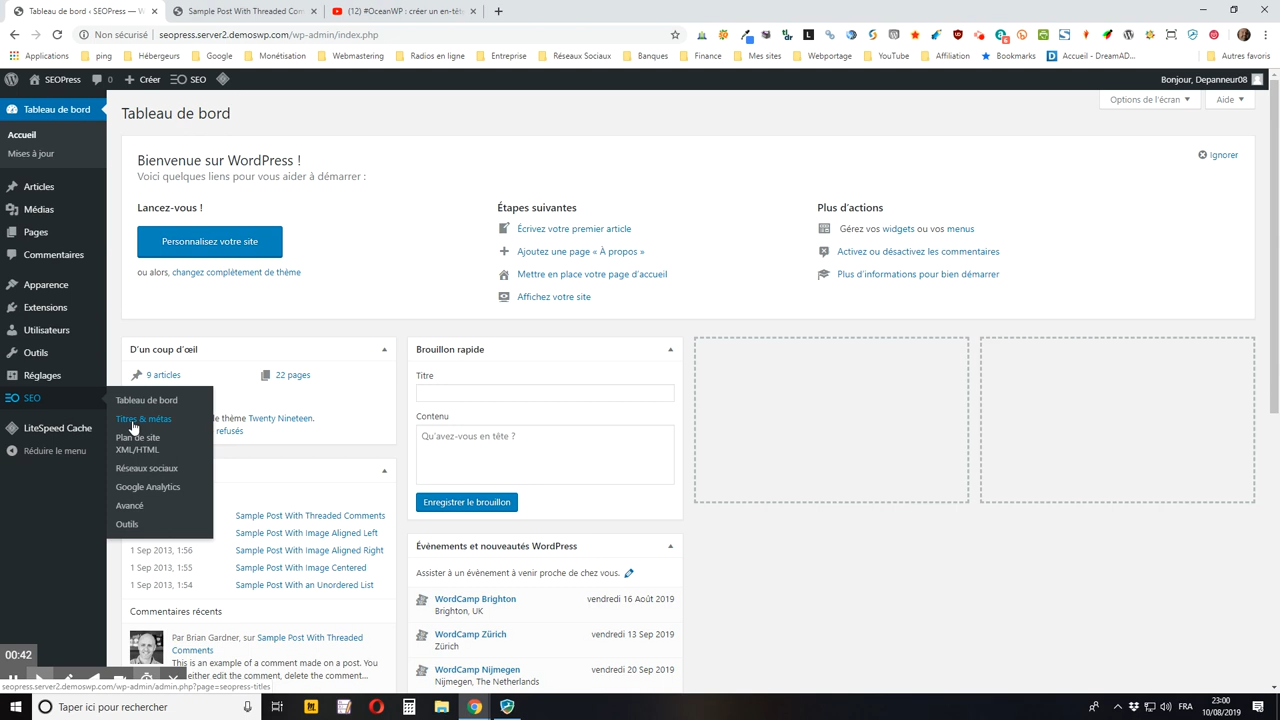 Tableau de bord ‹ SEOPress — W
Sample Post With Threaded Com
(12) #OceanWP : créer un en-tête
Non sécurisé
seopress.server2.demoswp.com/wp-admin/index.php
Applications
ping
Hébergeurs
Google
Monétisation
Webmastering
Radios en ligne
Entreprise
Réseaux Sociaux
Banques
Finance
Mes sites
Webportage
YouTube
Affiliation
Bookmarks
Accueil - DreamAD...
Autres favoris
SEOPress
0
Créer
SEO
Bonjour, Depanneur08
Tableau de bord
Accueil
Mises à jour
Articles
Médias
Pages
Commentaires
Apparence
Extensions
Utilisateurs
Outils
Réglages
SEO
LiteSpeed Cache
Réduire le menu
Tableau de bord
Titres & métas
Plan de site
XML/HTML
Réseaux sociaux
Google Analytics
Avancé
Outils
Options de l'écran
Aide
Tableau de bord
Bienvenue sur WordPress !
Voici quelques liens pour vous aider à démarrer :
Ignorer
Lancez-vous !
Personnalisez votre site
ou alors, changez complètement de thème
Étapes suivantes
Écrivez votre premier article
Ajoutez une page « À propos »
Mettre en place votre page d'accueil
Affichez votre site
Plus d'actions
Gérez vos widgets ou vos menus
Activez ou désactivez les commentaires
Plus d'informations pour bien démarrer
D'un coup d'œil
9 articles
22 pages
le thème Twenty Nineteen.
refusés
Sample Post With Threaded Comments
Sample Post With Image Aligned Left
1 Sep 2013, 1:56
Sample Post With Image Aligned Right
1 Sep 2013, 1:55
Sample Post With Image Centered
1 Sep 2013, 1:54
Sample Post With an Unordered List
Commentaires récents
Par Brian Gardner, sur Sample Post With Threaded
Comments
This is an example of a comment made on a post. You
either edit the comment, delete the comment...
Brouillon rapide
Titre
Contenu
Qu'avez-vous en tête ?
Enregistrer le brouillon
Événements et nouveautés WordPress
Assister à un évènement à venir proche de chez vous.
WordCamp Brighton
vendredi 16 Août 2019
Brighton, UK
WordCamp Zürich
vendredi 13 Sep 2019
Zürich
WordCamp Nijmegen
vendredi 20 Sep 2019
Nijmegen, The Netherlands
00:42
seopress.server2.demoswp.com/wp-admin/admin.php?page=seopress-titles
Taper ici pour rechercher
FRA
23:00
10/08/2019